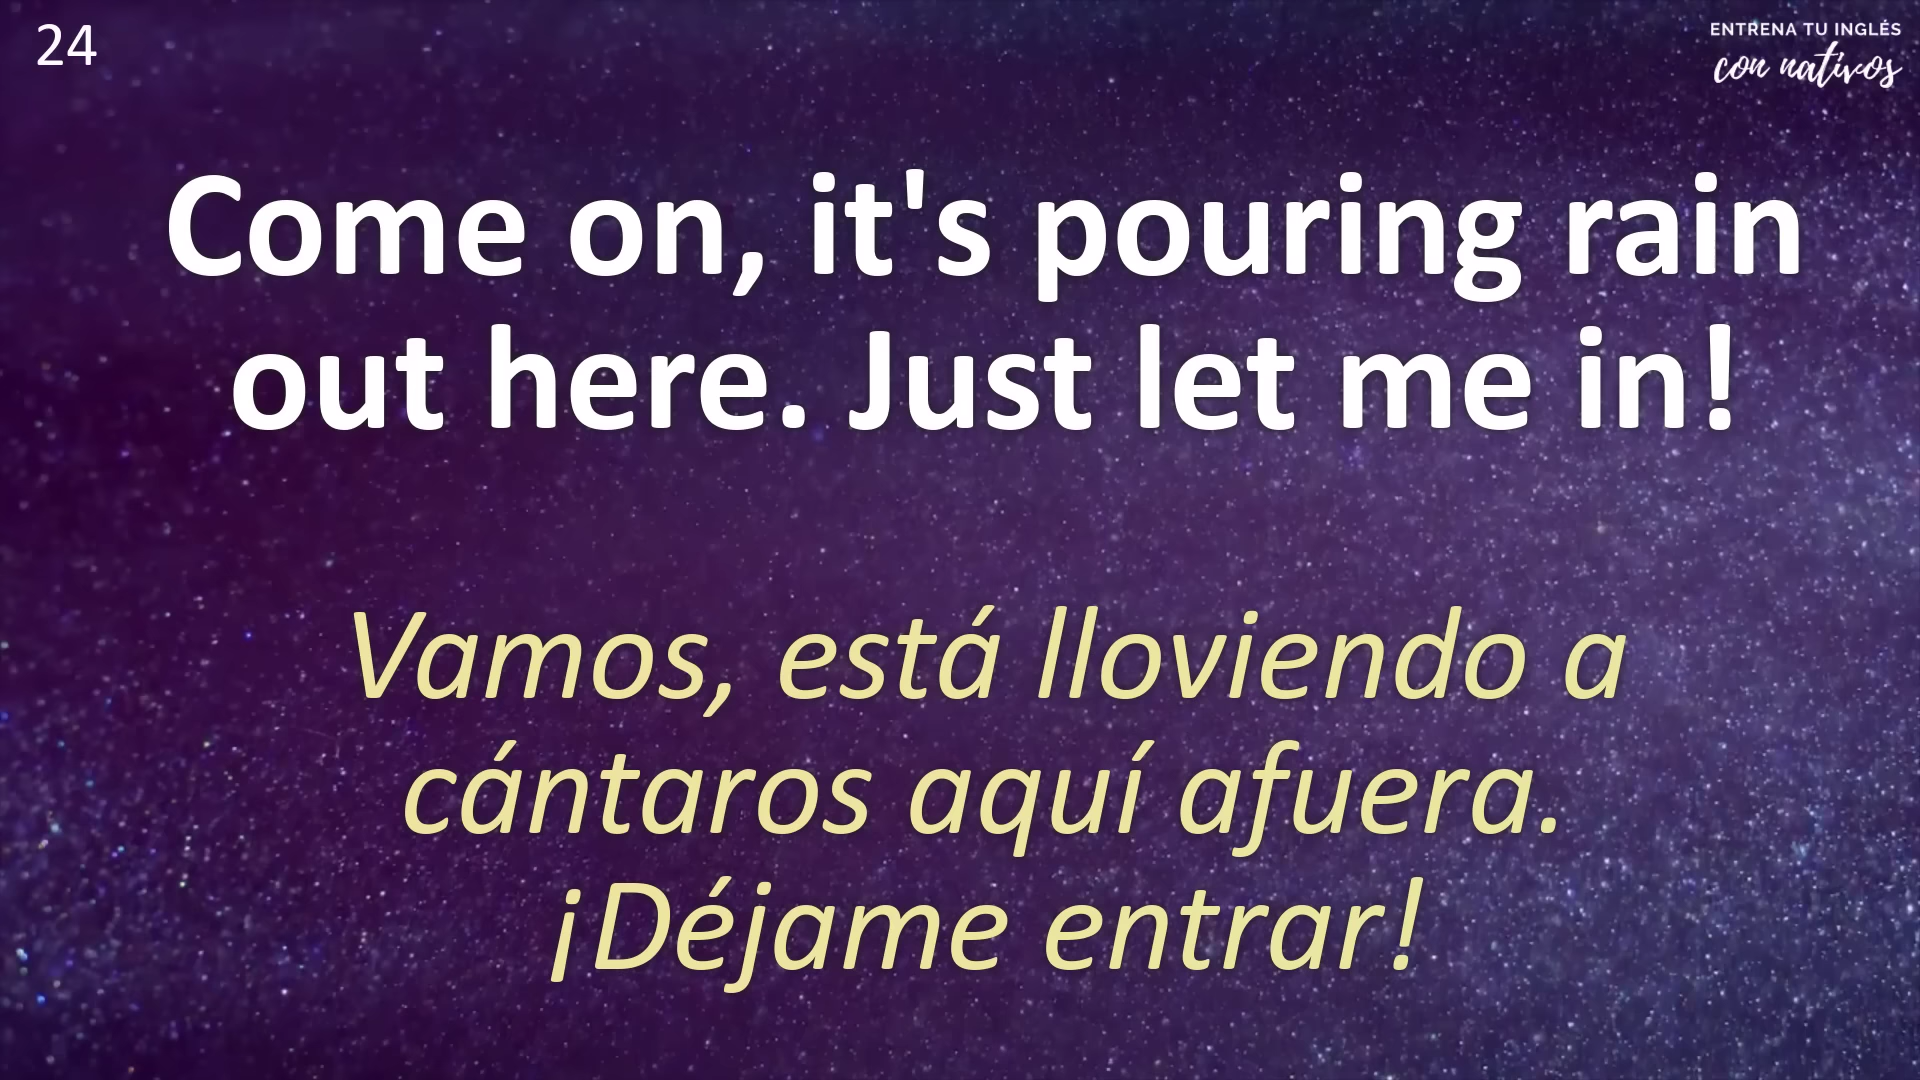 24
ENTRENA TU INGLÉS
con nativos
Come on, it's pouring rain
out here. Just let me in!
Vamos, está lloviendo a
cántaros aquí afuera.
¡Déjame entrar!